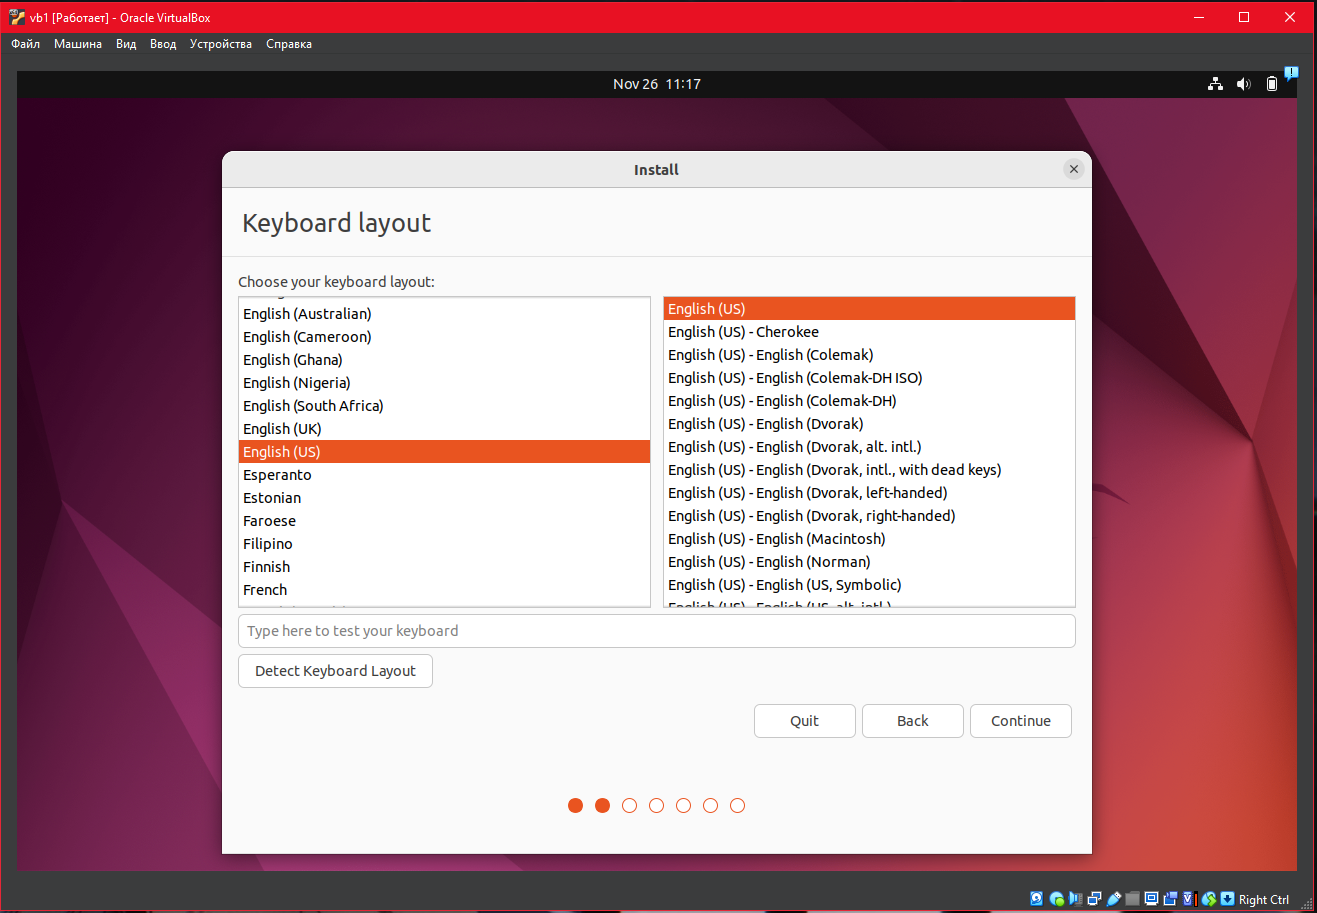 vb1 [Работает] - Oracle VirtualBox
Файл Машина Вид Ввод Устройства Справка
Nov 26 11:17
Install
Keyboard layout
Choose your keyboard layout:
English (Australian)
English (Cameroon)
English (Ghana)
English (Nigeria)
English (South Africa)
English (UK)
English (US)
Esperanto
Estonian
Faroese
Filipino
Finnish
French
English (US)
English (US) - Cherokee
English (US) - English (Colemak)
English (US) - English (Colemak-DH ISO)
English (US) - English (Colemak-DH)
English (US) - English (Dvorak)
English (US) - English (Dvorak, alt. intl.)
English (US) - English (Dvorak, intl., with dead keys)
English (US) - English (Dvorak, left-handed)
English (US) - English (Dvorak, right-handed)
English (US) - English (Macintosh)
English (US) - English (Norman)
English (US) - English (US, Symbolic)
English (US) - English (US, alt. intl.)
Type here to test your keyboard
Detect Keyboard Layout
Quit Back Continue
Right Ctrl